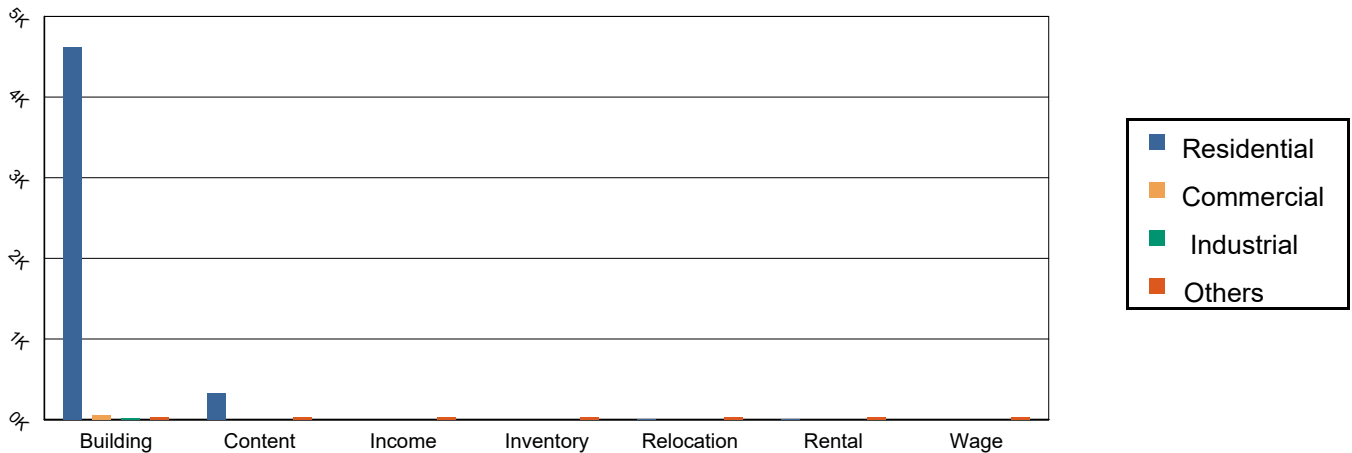 5K
4K
3K
2K
1K
0K
Building Content Income Inventory Relocation Rental Wage
Residential
Commercial
Industrial
Others